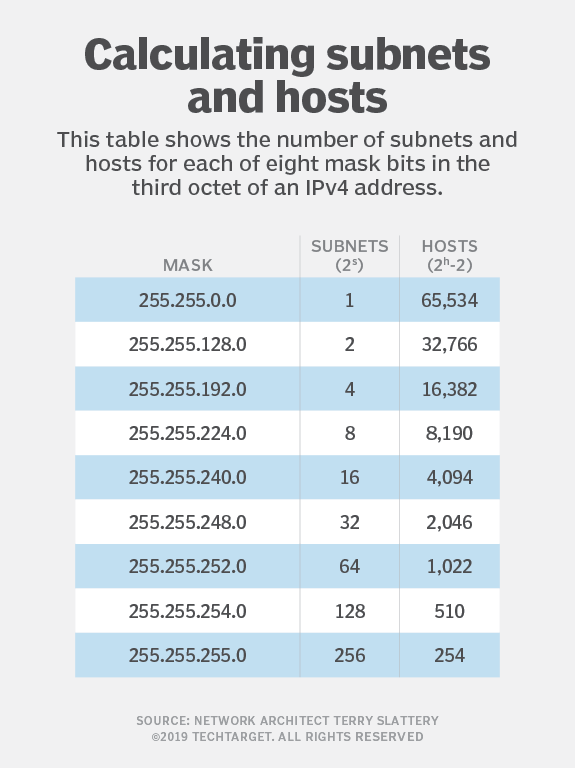 Calculating subnets
and hosts
This table shows the number of subnets and
hosts for each of eight mask bits in the
third octet of an IPv4 address.
MASK SUBNETS (2ˢ) HOSTS (2ʰ-2)
255.255.0.0 1 65,534
255.255.128.0 2 32,766
255.255.192.0 4 16,382
255.255.224.0 8 8,190
255.255.240.0 16 4,094
255.255.248.0 32 2,046
255.255.252.0 64 1,022
255.255.254.0 128 510
255.255.255.0 256 254
SOURCE: NETWORK ARCHITECT TERRY SLATTERY
©2019 TECHTARGET. ALL RIGHTS RESERVED